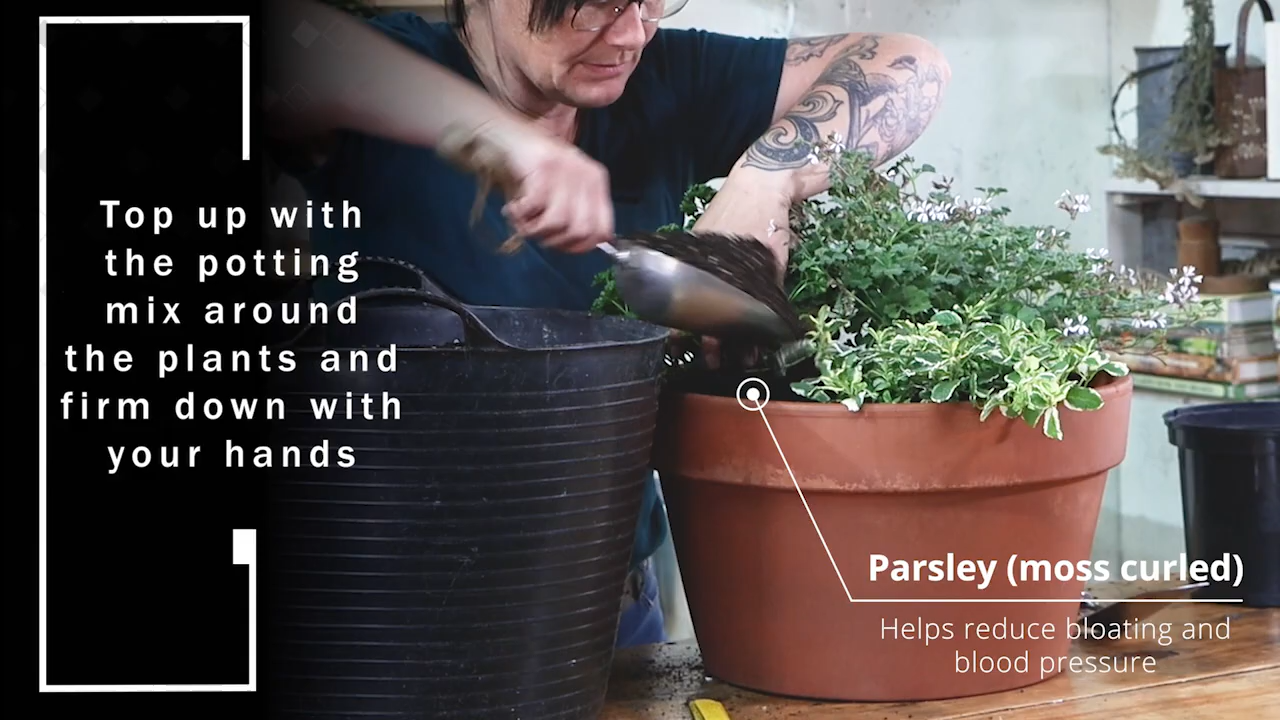 Top up with
the potting
mix around
the plants and
firm down with
your hands
Parsley (moss curled)
Helps reduce bloating and
blood pressure